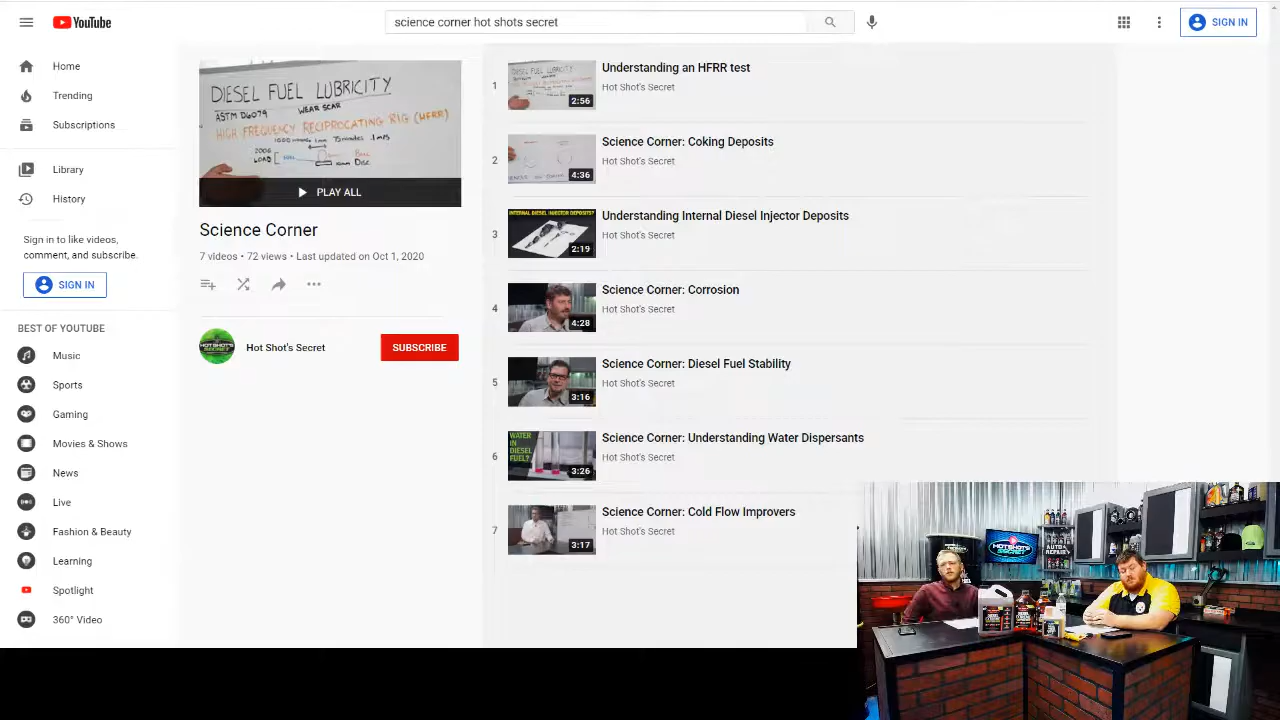 YouTube
science corner hot shots secret
SIGN IN
Home
Trending
Subscriptions
Library
History
Sign in to like videos,
comment, and subscribe.
SIGN IN
BEST OF YOUTUBE
Music
Sports
Gaming
Movies & Shows
News
Live
Fashion & Beauty
Learning
Spotlight
360° Video
DIESEL FUEL LUBRICITY
ASTM D6079 WEAR SCAR
HIGH FREQUENCY RECIPROCATING RIG (HFRR)
PLAY ALL
Science Corner
7 videos • 72 views • Last updated on Oct 1, 2020
HOT SHOT'S
SECRET
Hot Shot's Secret
SUBSCRIBE
1
2:56
Understanding an HFRR test
Hot Shot's Secret
2
4:36
Science Corner: Coking Deposits
Hot Shot's Secret
3
INTERNAL DIESEL INJECTOR DEPOSITS?
2:19
Understanding Internal Diesel Injector Deposits
Hot Shot's Secret
4
4:28
Science Corner: Corrosion
Hot Shot's Secret
5
3:16
Science Corner: Diesel Fuel Stability
Hot Shot's Secret
6
WATER
IN
DIESEL
FUEL?
3:26
Science Corner: Understanding Water Dispersants
Hot Shot's Secret
7
3:17
Science Corner: Cold Flow Improvers
Hot Shot's Secret
HOT SHOT'S
SECRET